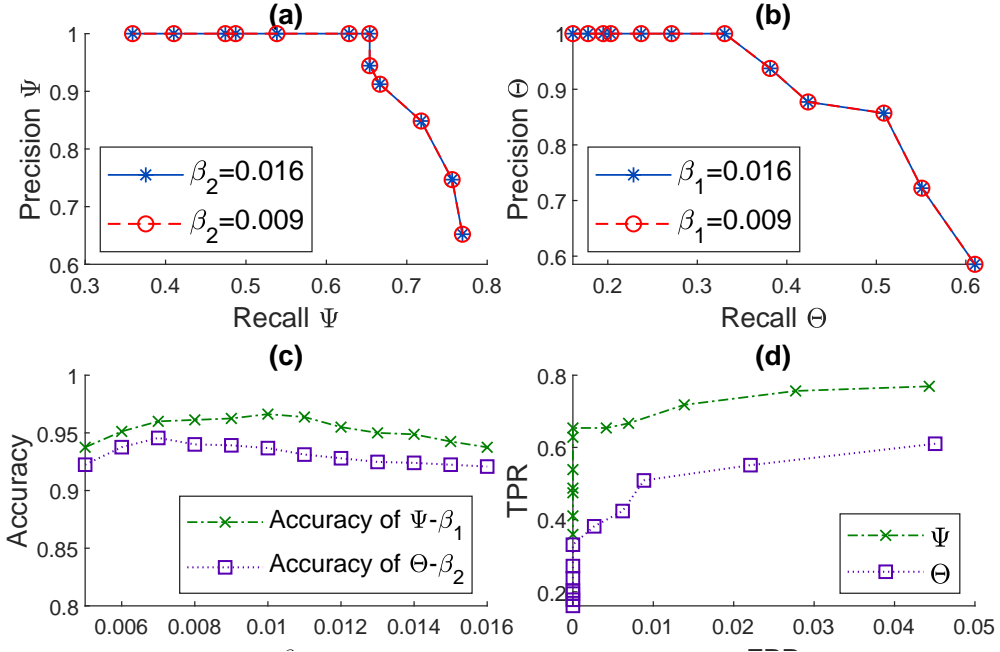 (a)
Precision Ψ
1
0.9
0.8
0.7
0.6
β2=0.016
β2=0.009
0.3 0.4 0.5 0.6 0.7 0.8
Recall Ψ
(b)
Precision Θ
1
0.9
0.8
0.7
0.6
β1=0.016
β1=0.009
0.2 0.3 0.4 0.5 0.6
Recall Θ
(c)
Accuracy
1
0.95
0.9
0.85
0.8
Accuracy of Ψ-β1
Accuracy of Θ-β2
0.006 0.008 0.01 0.012 0.014 0.016
(d)
TPR
0.8
0.6
0.4
0.2
Ψ
Θ
0 0.01 0.02 0.03 0.04 0.05